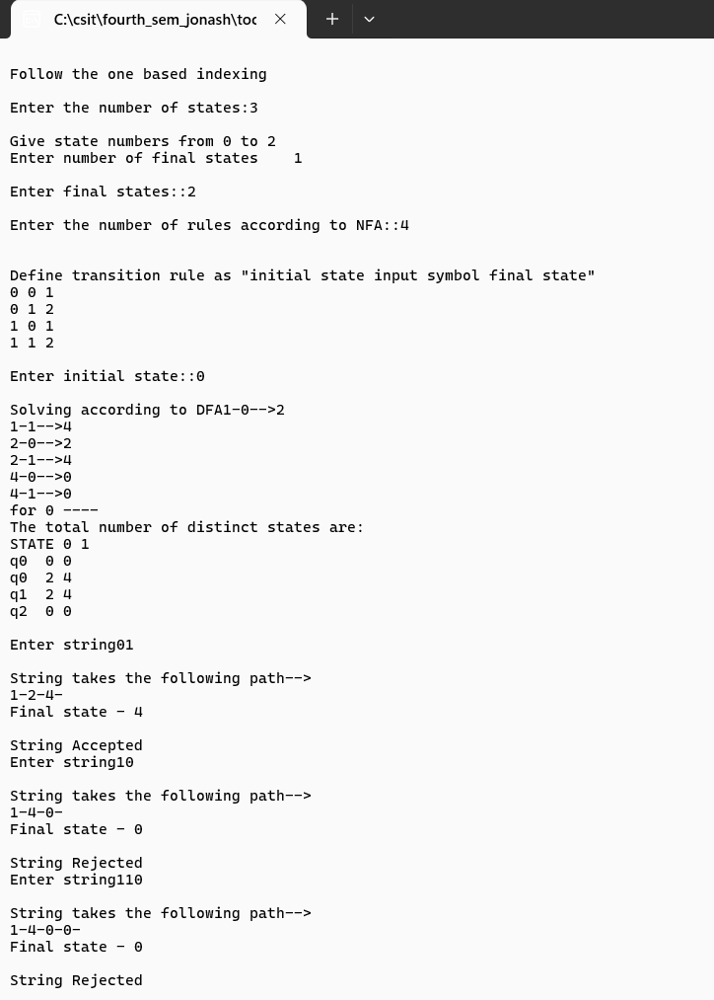 C:\csit\fourth_sem_jonash\toc
Follow the one based indexing
Enter the number of states:3
Give state numbers from 0 to 2
Enter number of final states    1
Enter final states::2
Enter the number of rules according to NFA::4
Define transition rule as "initial state input symbol final state"
0 0 1
0 1 2
1 0 1
1 1 2
Enter initial state::0
Solving according to DFA1-0-->2
1-1-->4
2-0-->2
2-1-->4
4-0-->0
4-1-->0
for 0 ----
The total number of distinct states are:
STATE 0 1
q0  0 0
q0  2 4
q1  2 4
q2  0 0
Enter string01
String takes the following path-->
1-2-4-
Final state - 4
String Accepted
Enter string10
String takes the following path-->
1-4-0-
Final state - 0
String Rejected
Enter string110
String takes the following path-->
1-4-0-0-
Final state - 0
String Rejected